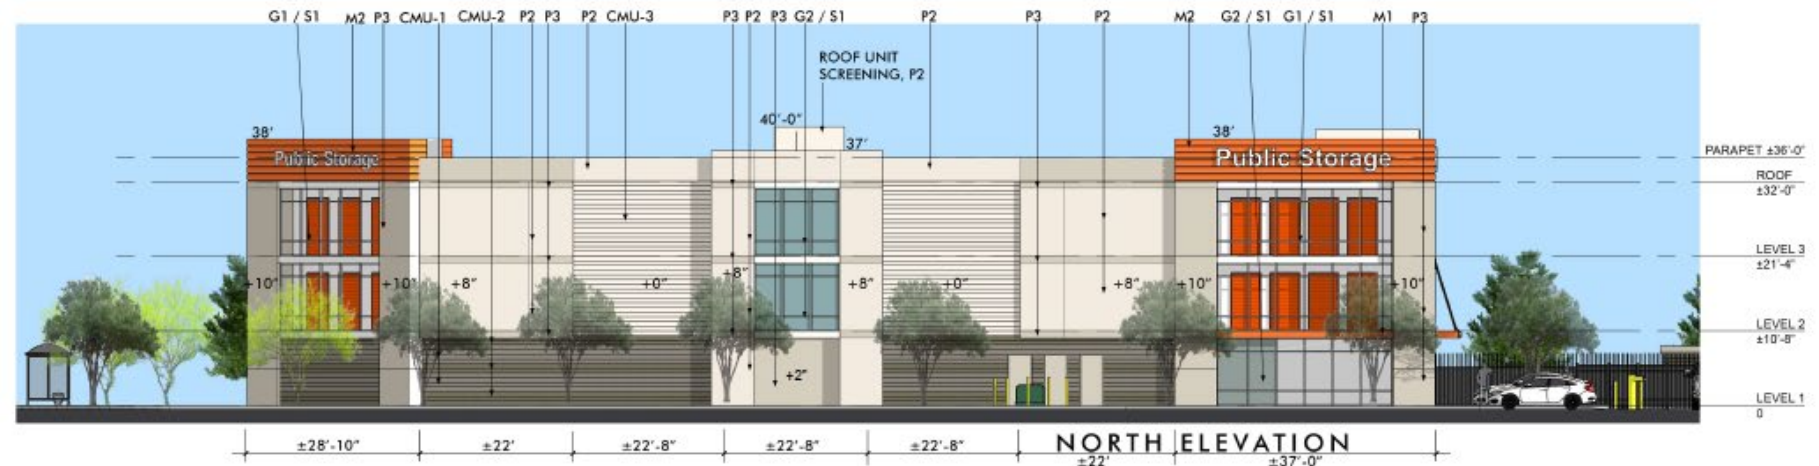 G1 / S1 M2 P3 CMU-1 CMU-2 P2 P3 P2 CMU-3 P3 P2 P3 G2 / S1 P2 P3 P2 M2 G2 / S1 G1 / S1 M1 P3
ROOF UNIT
SCREENING, P2
40'-0"
38'
37'
38'
Public Storage
Public Storage
PARAPET ±36'-0"
ROOF
±32'-0"
LEVEL 3
±21'-4"
+10" +10" +8" +0" +8" +8" +0" +8" +10" +10"
LEVEL 2
±10'-8"
+2"
LEVEL 1
0
±28'-10" ±22' ±22'-8" ±22'-8" ±22'-8" ±22' ±37'-0"
NORTH ELEVATION